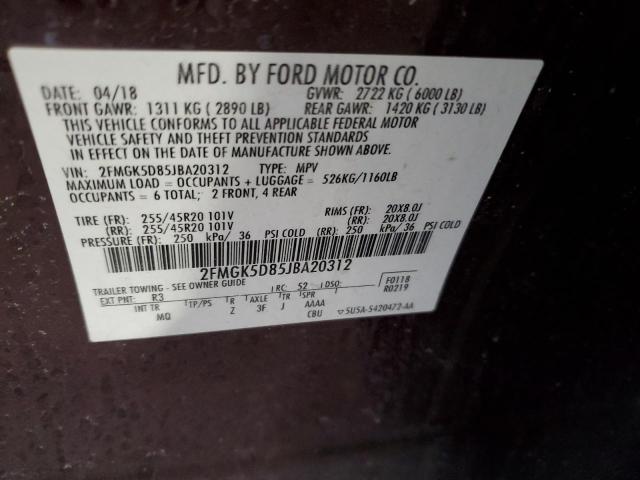 MFD. BY FORD MOTOR CO.
DATE: 04/18 GVWR: 2722 KG ( 6000 LB)
FRONT GAWR: 1311 KG ( 2890 LB) REAR GAWR: 1420 KG ( 3130 LB)
THIS VEHICLE CONFORMS TO ALL APPLICABLE FEDERAL MOTOR
VEHICLE SAFETY AND THEFT PREVENTION STANDARDS
IN EFFECT ON THE DATE OF MANUFACTURE SHOWN ABOVE.
VIN: 2FMGK5D85JBA20312 TYPE: MPV
MAXIMUM LOAD = OCCUPANTS + LUGGAGE = 526KG/1160LB
OCCUPANTS = 6 TOTAL; 2 FRONT, 4 REAR
TIRE (FR): 255/45R20 101V RIMS (FR): 20X8.0J
(RR): 255/45R20 101V (RR): 20X8.0J
PRESSURE (FR): 250 kPa/ 36 PSI COLD (RR): 250 kPa/ 36 PSI COLD
2FMGK5D85JBA20312
TRAILER TOWING - SEE OWNER GUIDE
RC: 52 DSO: F0118
EXT PNT: R3 R0219
INT TR TP/PS R AXLE TR SPR
MQ Z 3F J AAAA
CBU 5U5A-5420472-AA